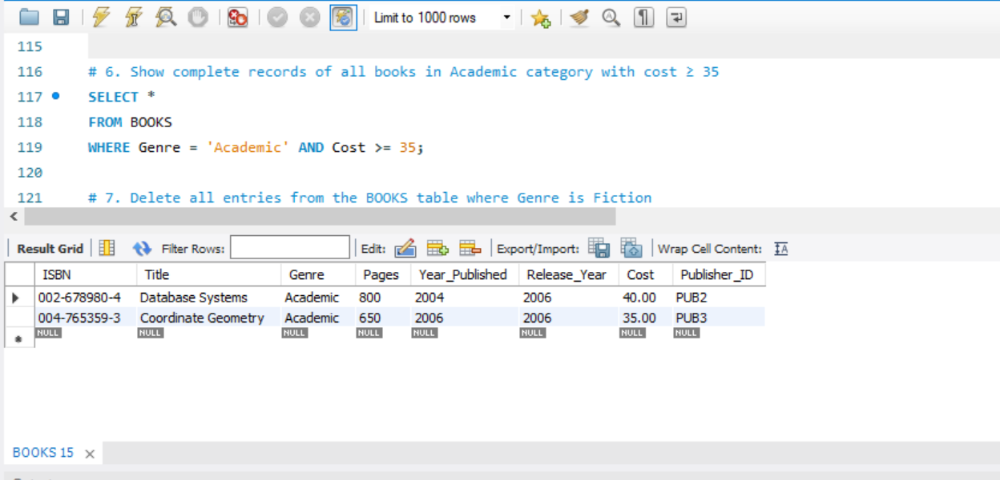 Limit to 1000 rows
115
116 # 6. Show complete records of all books in Academic category with cost ≥ 35
117 SELECT *
118 FROM BOOKS
119 WHERE Genre = 'Academic' AND Cost >= 35;
120
121 # 7. Delete all entries from the BOOKS table where Genre is Fiction
Result Grid Filter Rows: Edit: Export/Import: Wrap Cell Content: IA
ISBN Title Genre Pages Year_Published Release_Year Cost Publisher_ID
002-678980-4 Database Systems Academic 800 2004 2006 40.00 PUB2
004-765359-3 Coordinate Geometry Academic 650 2006 2006 35.00 PUB3
NULL NULL NULL NULL NULL NULL NULL NULL
BOOKS 15